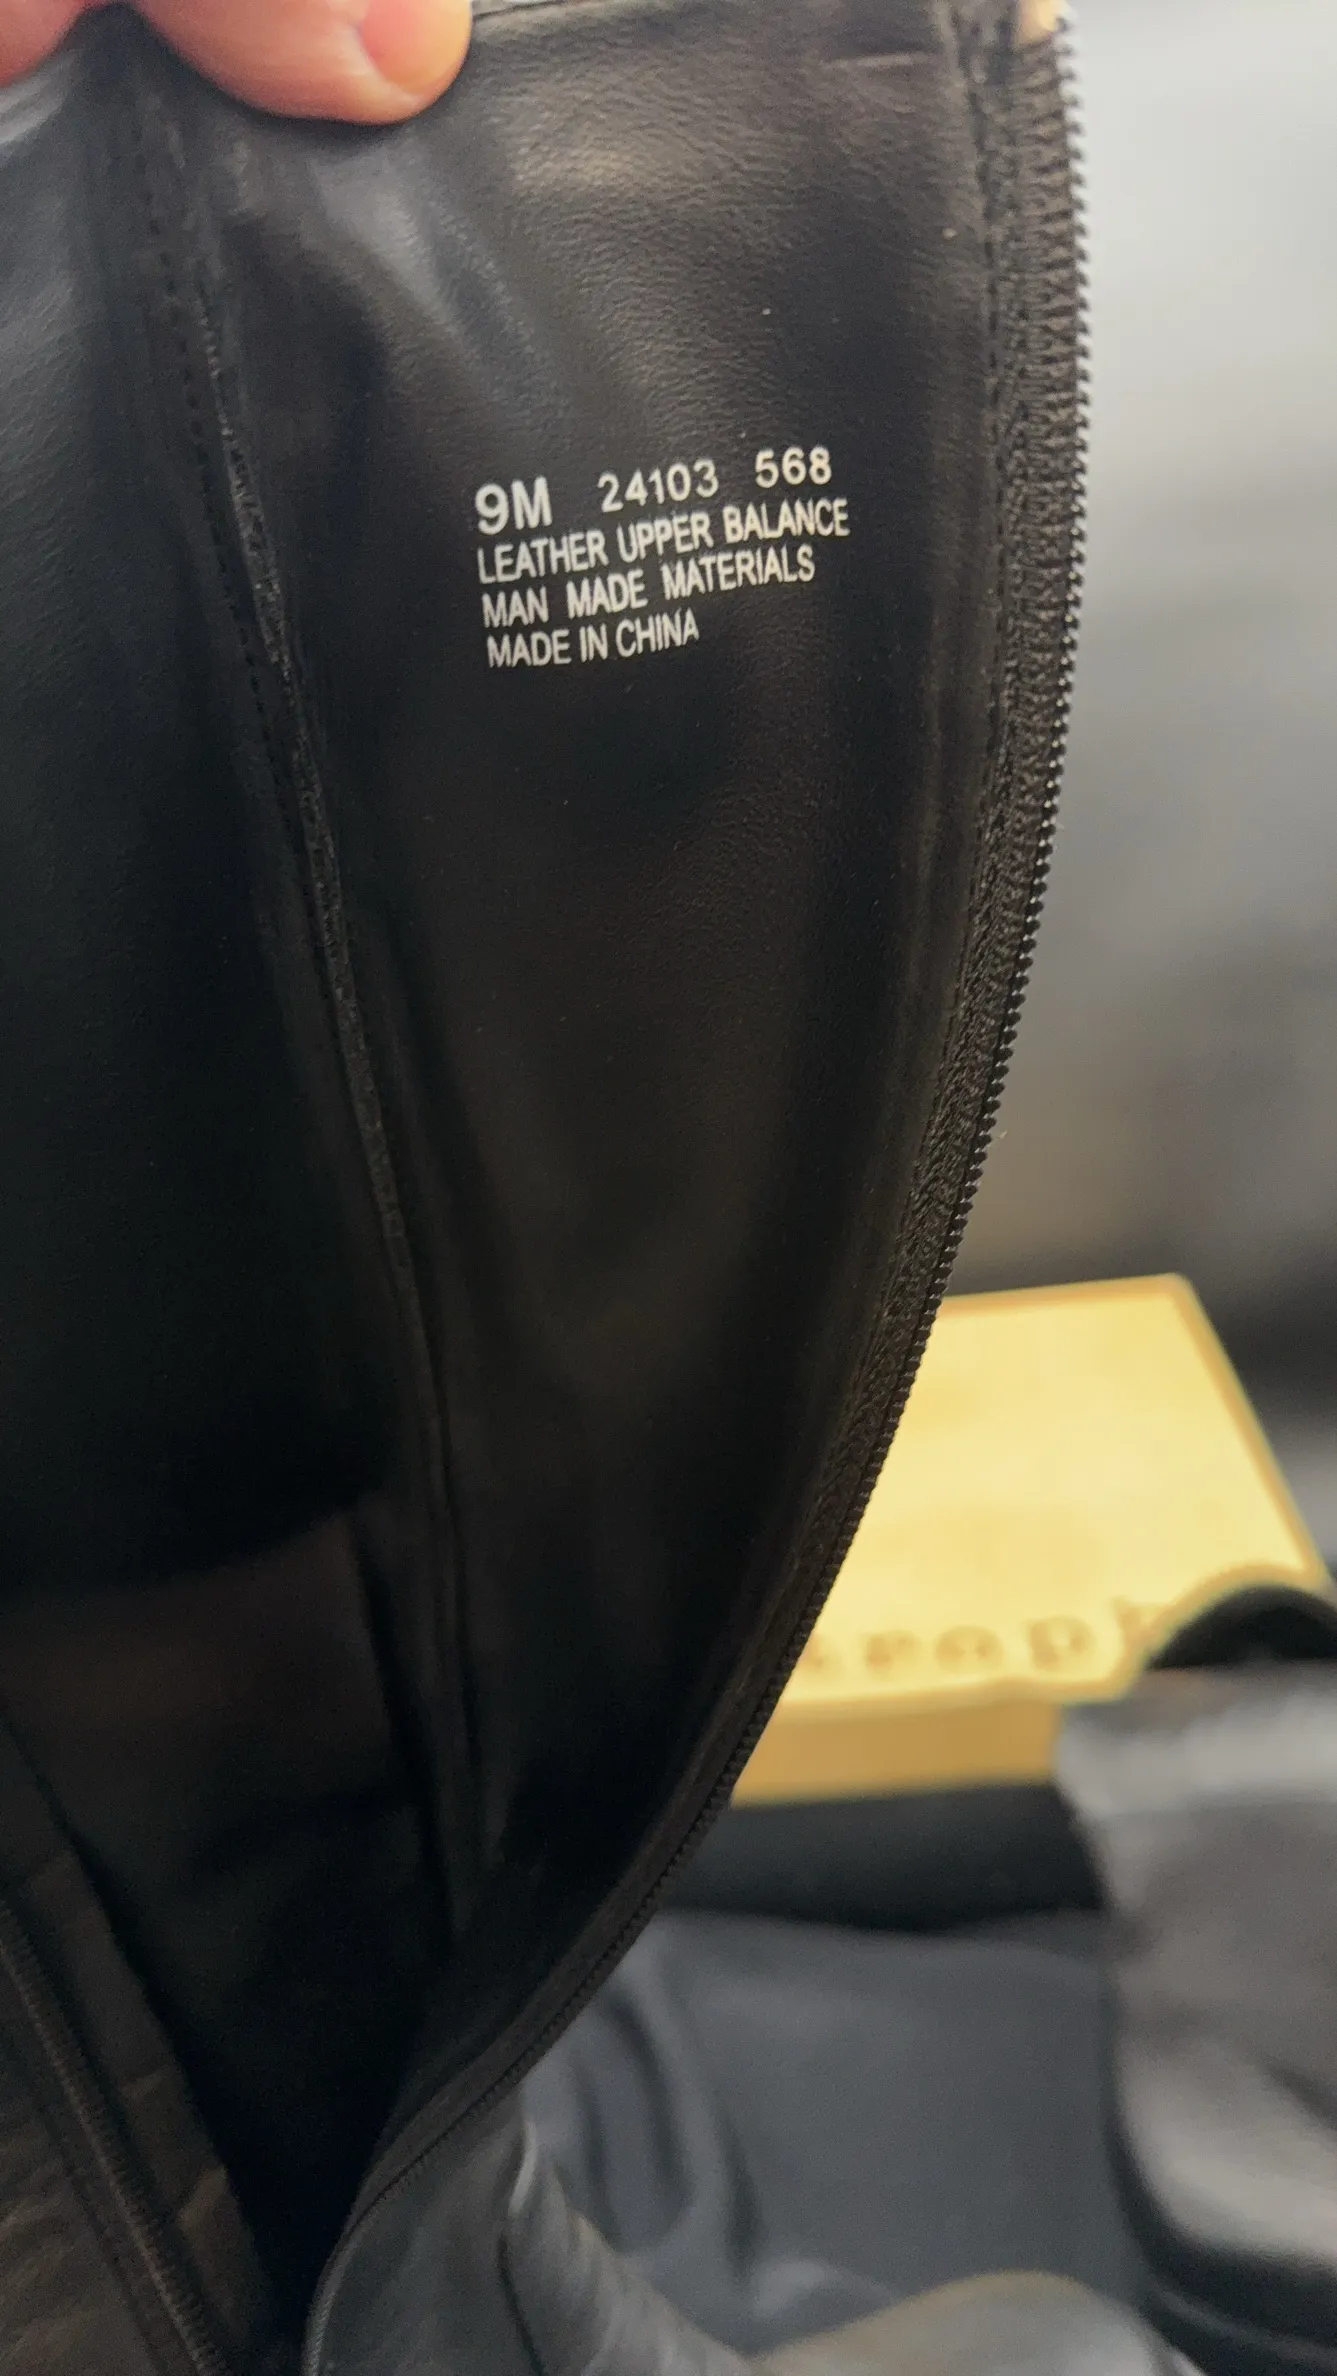 9M 24103 568
LEATHER UPPER BALANCE
MAN MADE MATERIALS
MADE IN CHINA